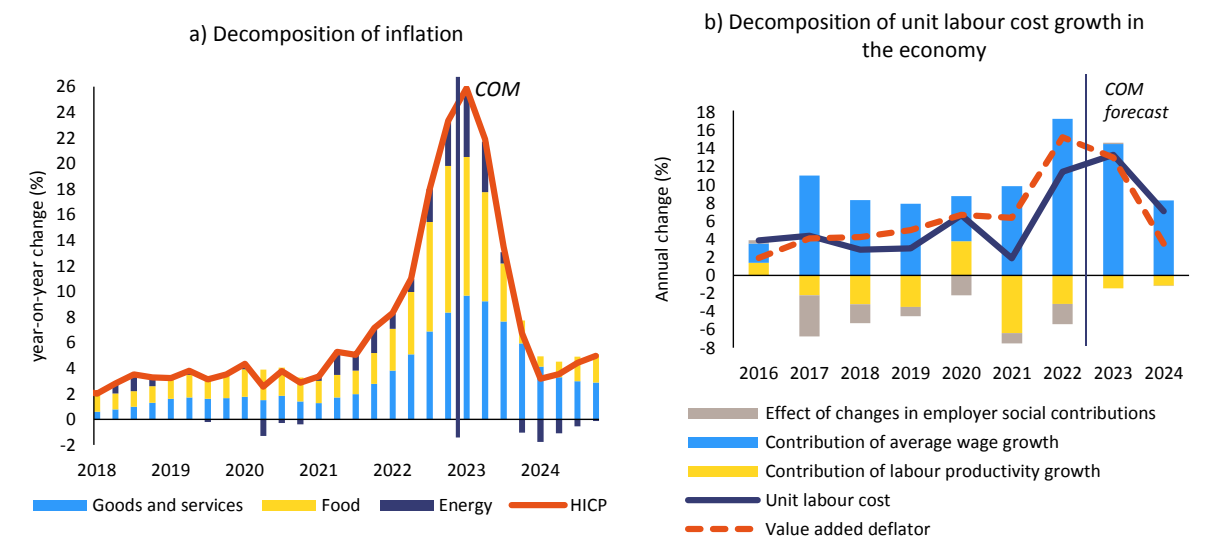 a) Decomposition of inflation
year-on-year change (%)
26
24
22
20
18
16
14
12
10
8
6
4
2
0
-2
COM
2018 2019 2020 2021 2022 2023 2024
Goods and services Food Energy HICP
b) Decomposition of unit labour cost growth in
the economy
Annual change (%)
18
16
14
12
10
8
6
4
2
0
-2
-4
-6
-8
COM
forecast
2016 2017 2018 2019 2020 2021 2022 2023 2024
Effect of changes in employer social contributions
Contribution of average wage growth
Contribution of labour productivity growth
Unit labour cost
Value added deflator